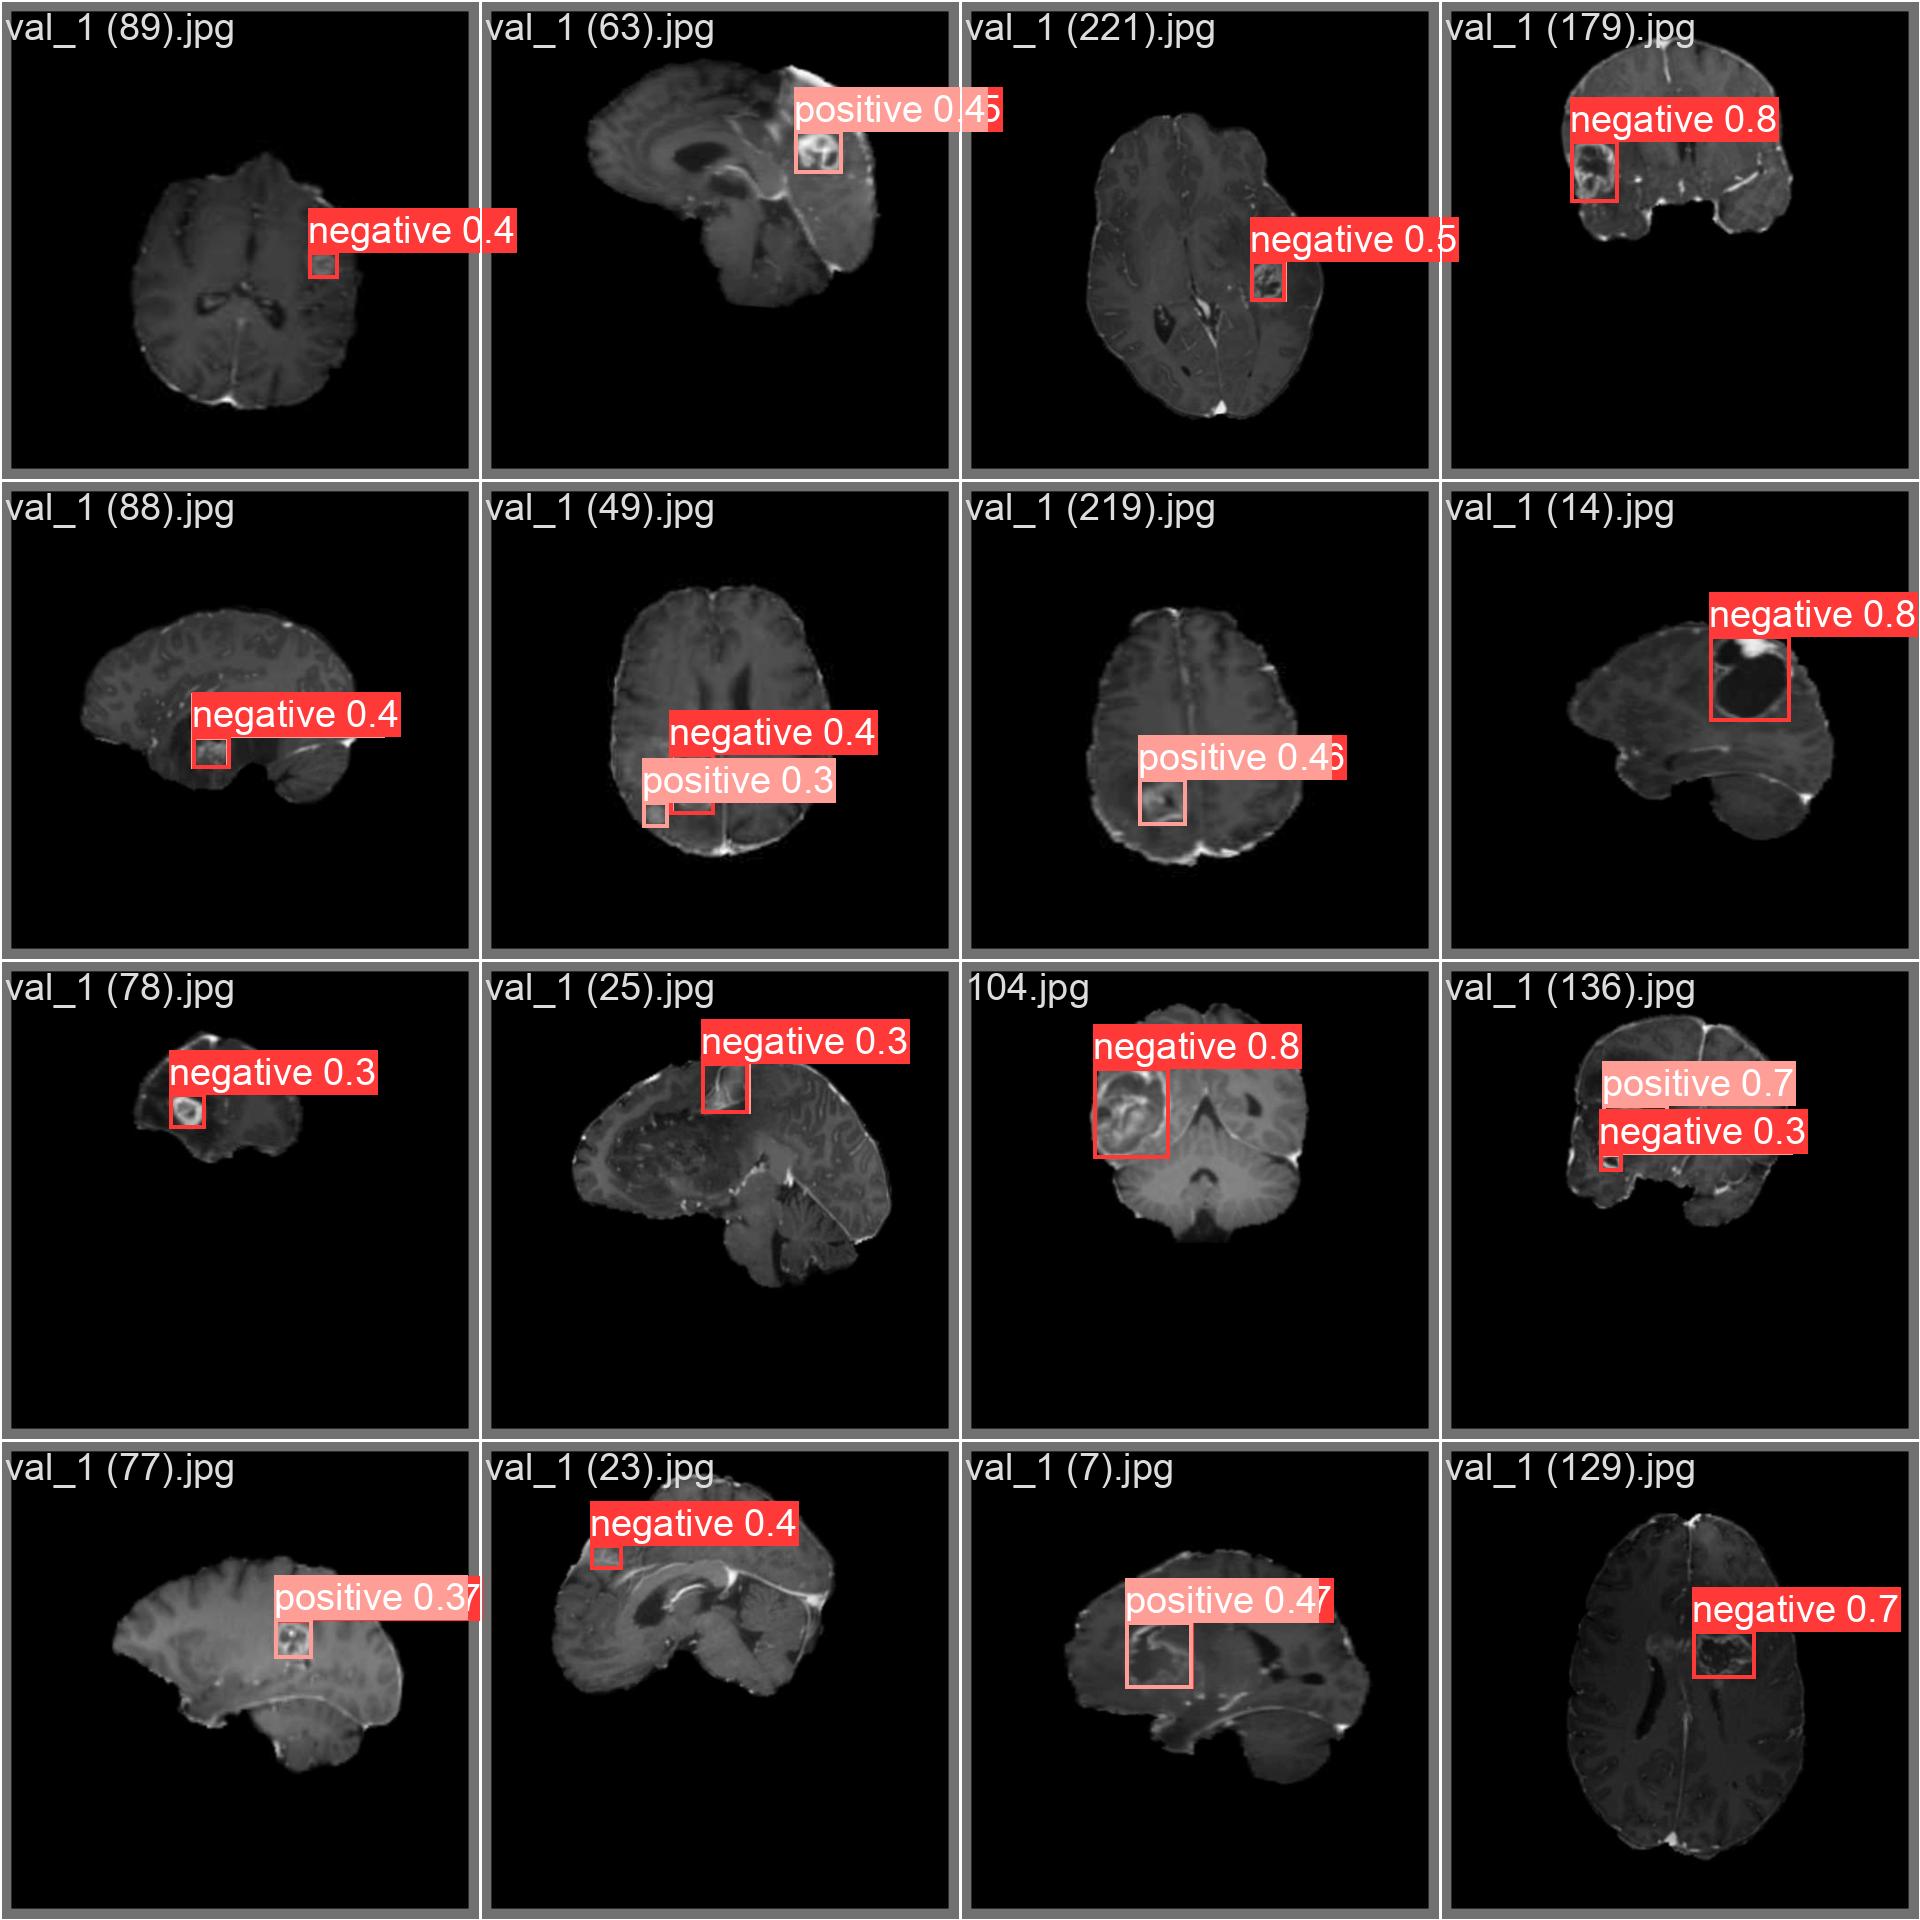 val_1 (89).jpg
negative 0.4
val_1 (63).jpg
positive 0.45
val_1 (221).jpg
negative 0.5
val_1 (179).jpg
negative 0.8
val_1 (88).jpg
negative 0.4
val_1 (49).jpg
negative 0.4
positive 0.3
val_1 (219).jpg
positive 0.46
val_1 (14).jpg
negative 0.8
val_1 (78).jpg
negative 0.3
val_1 (25).jpg
negative 0.3
104.jpg
negative 0.8
val_1 (136).jpg
positive 0.7
negative 0.3
val_1 (77).jpg
positive 0.37
val_1 (23).jpg
negative 0.4
val_1 (7).jpg
positive 0.47
val_1 (129).jpg
negative 0.7